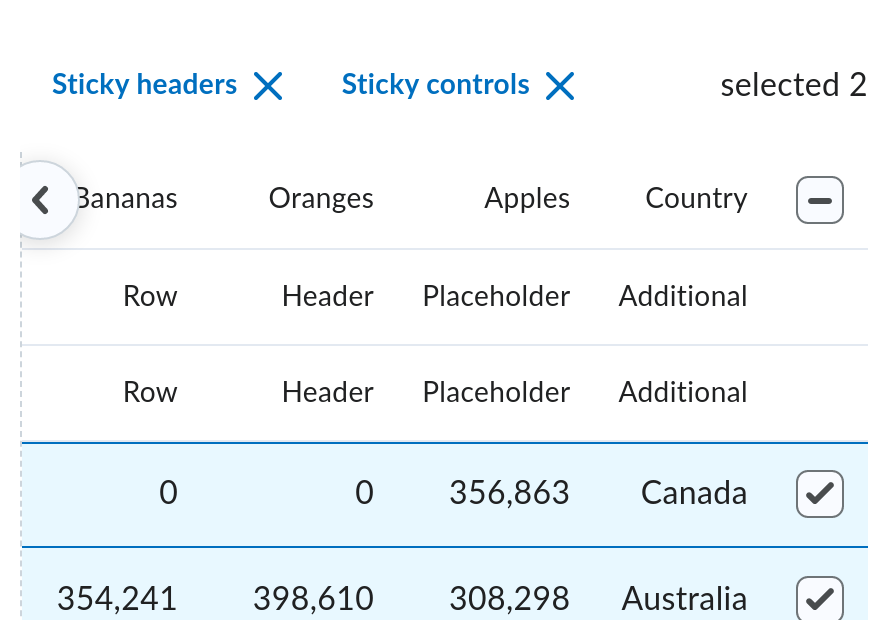 Sticky headers Sticky controls selected 2
Bananas Oranges Apples Country
Row Header Placeholder Additional
Row Header Placeholder Additional
0 0 356,863 Canada
354,241 398,610 308,298 Australia